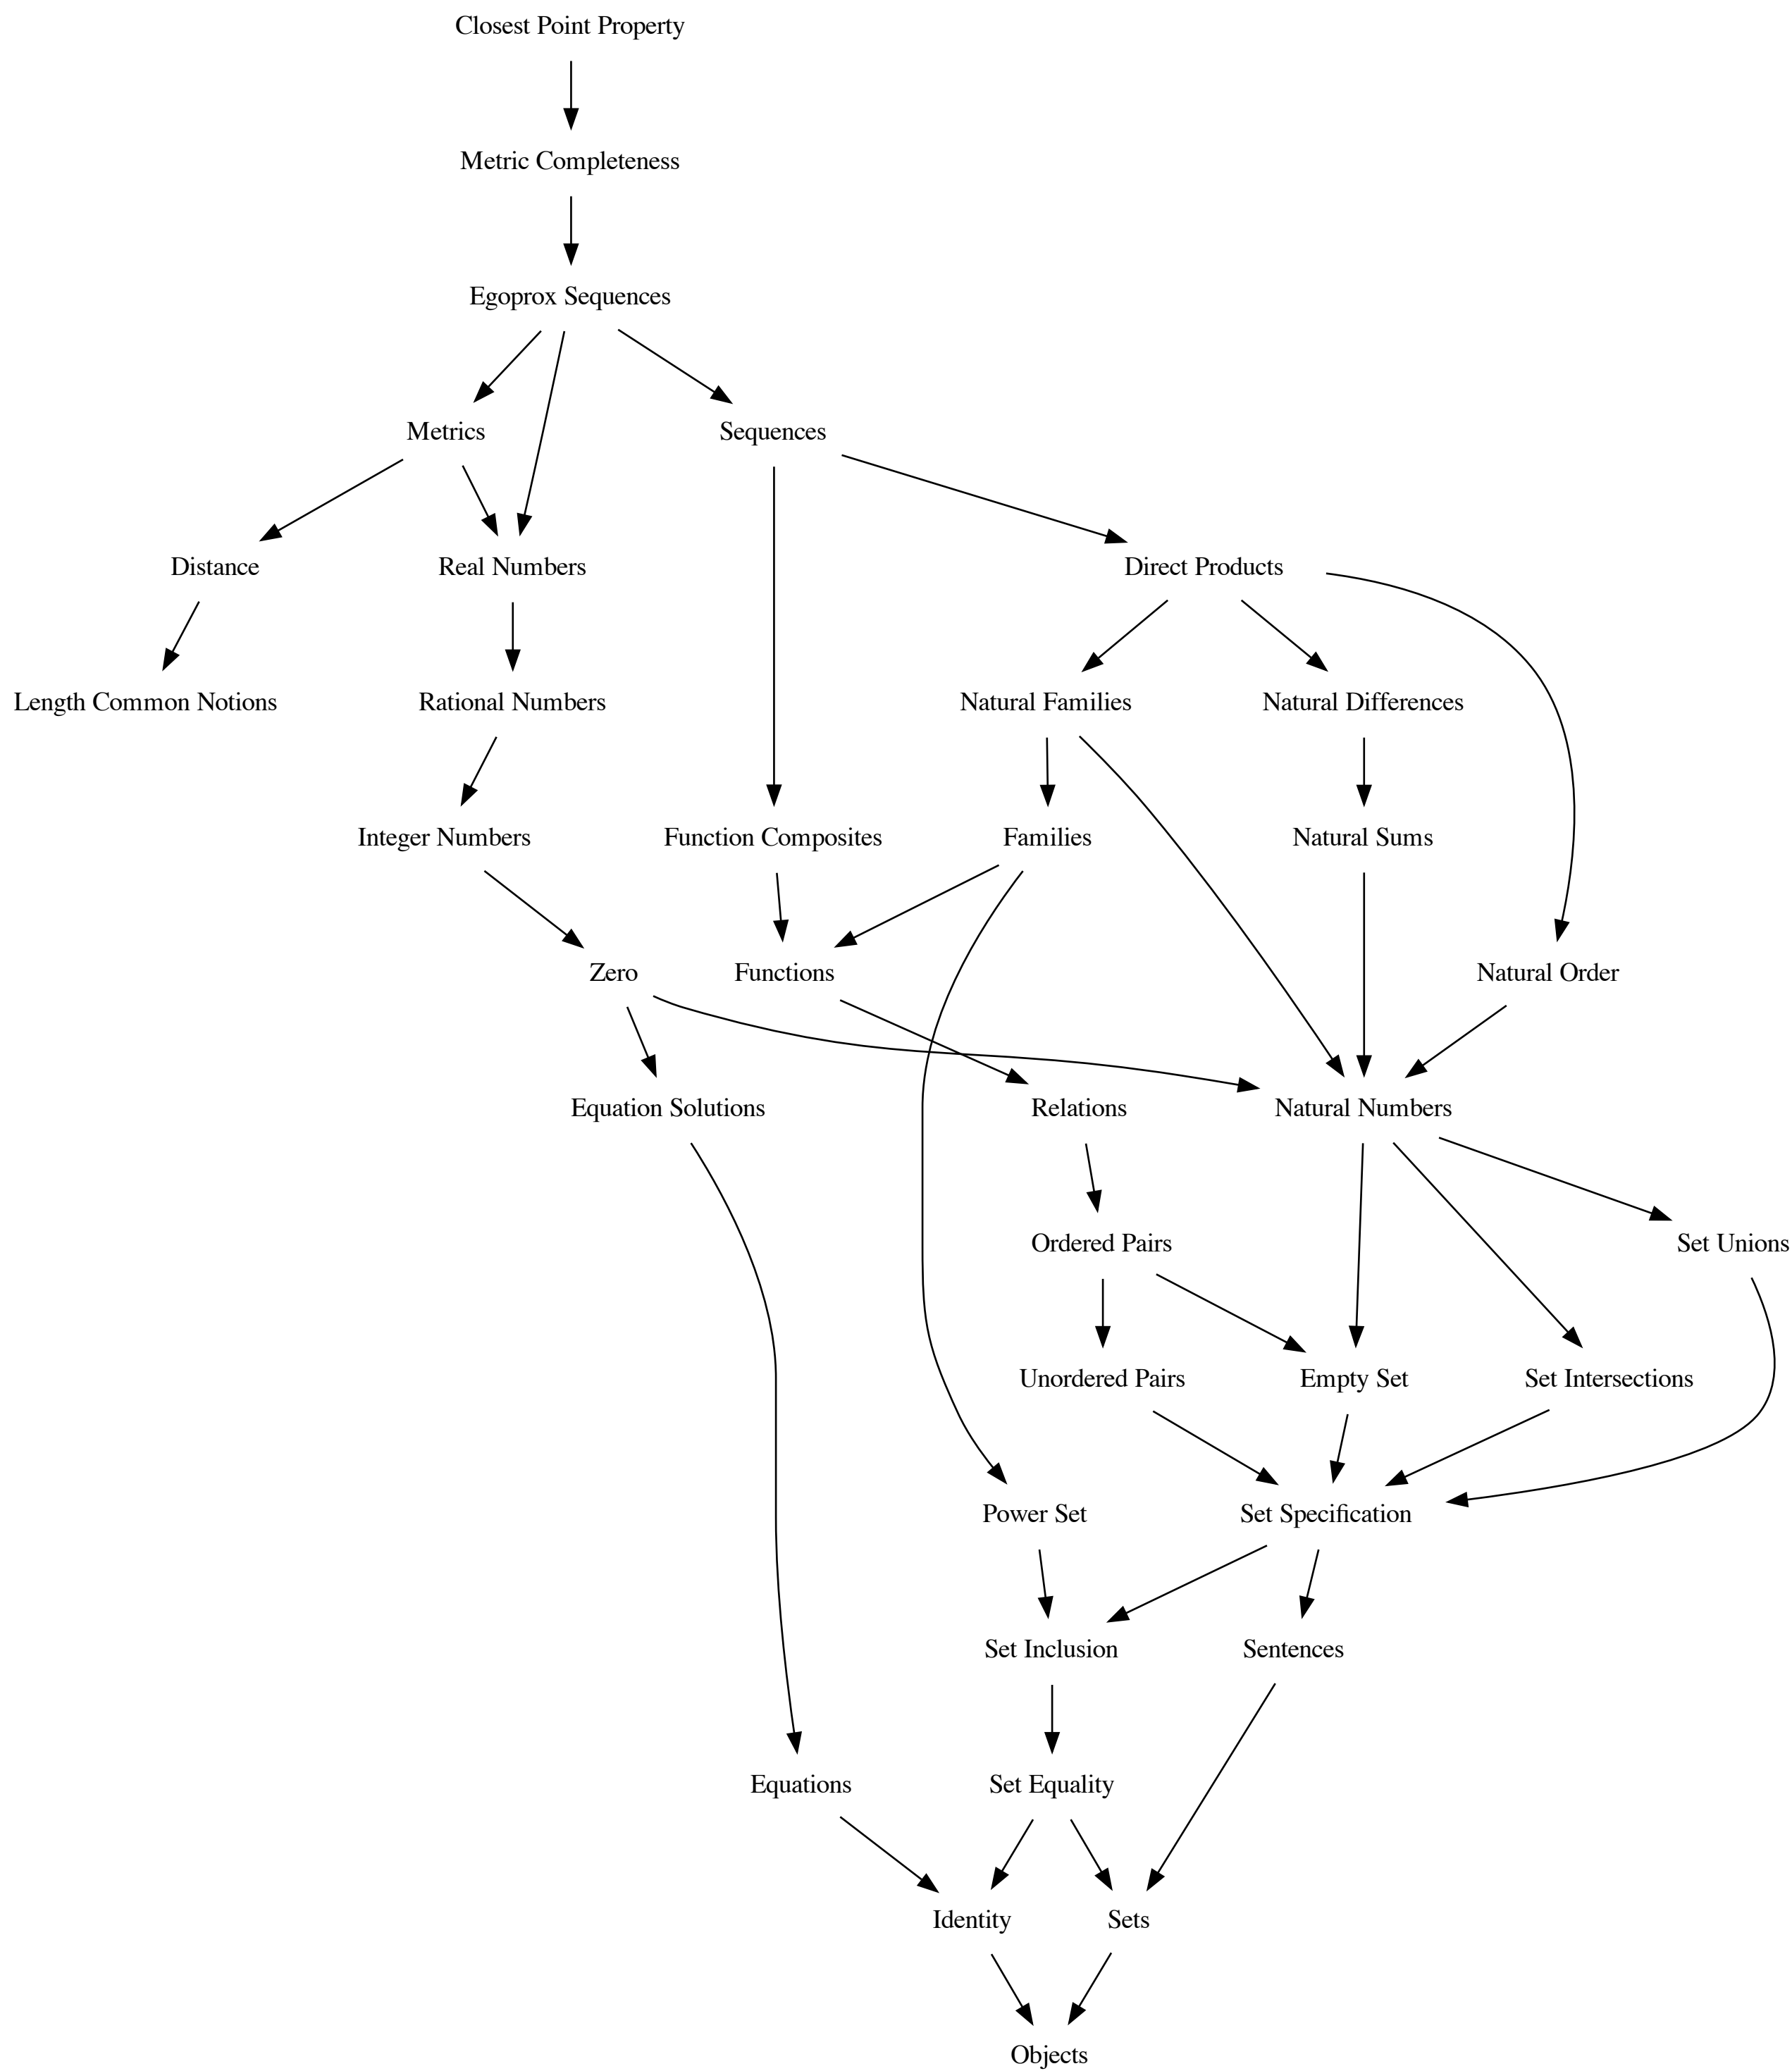 Closest Point Property
Metric Completeness
Egoprox Sequences
Metrics
Sequences
Distance
Real Numbers
Direct Products
Length Common Notions
Rational Numbers
Natural Families
Natural Differences
Integer Numbers
Function Composites
Families
Natural Sums
Zero
Functions
Natural Order
Equation Solutions
Relations
Natural Numbers
Ordered Pairs
Set Unions
Unordered Pairs
Empty Set
Set Intersections
Power Set
Set Specification
Set Inclusion
Sentences
Equations
Set Equality
Identity
Sets
Objects